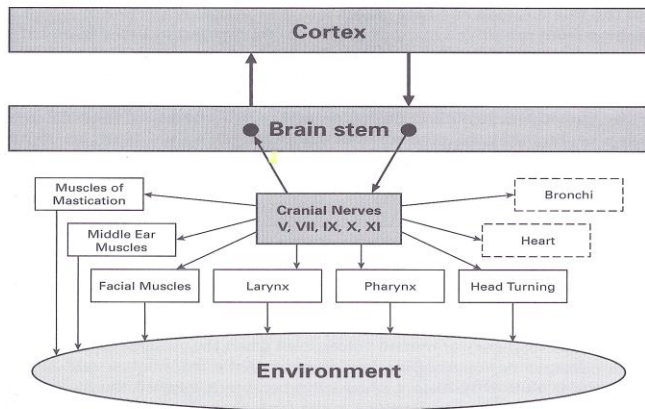 Cortex
Brain stem
Muscles of
Mastication
Cranial Nerves
V, VII, IX, X, XI
Bronchi
Middle Ear
Muscles
Heart
Facial Muscles
Larynx
Pharynx
Head Turning
Environment